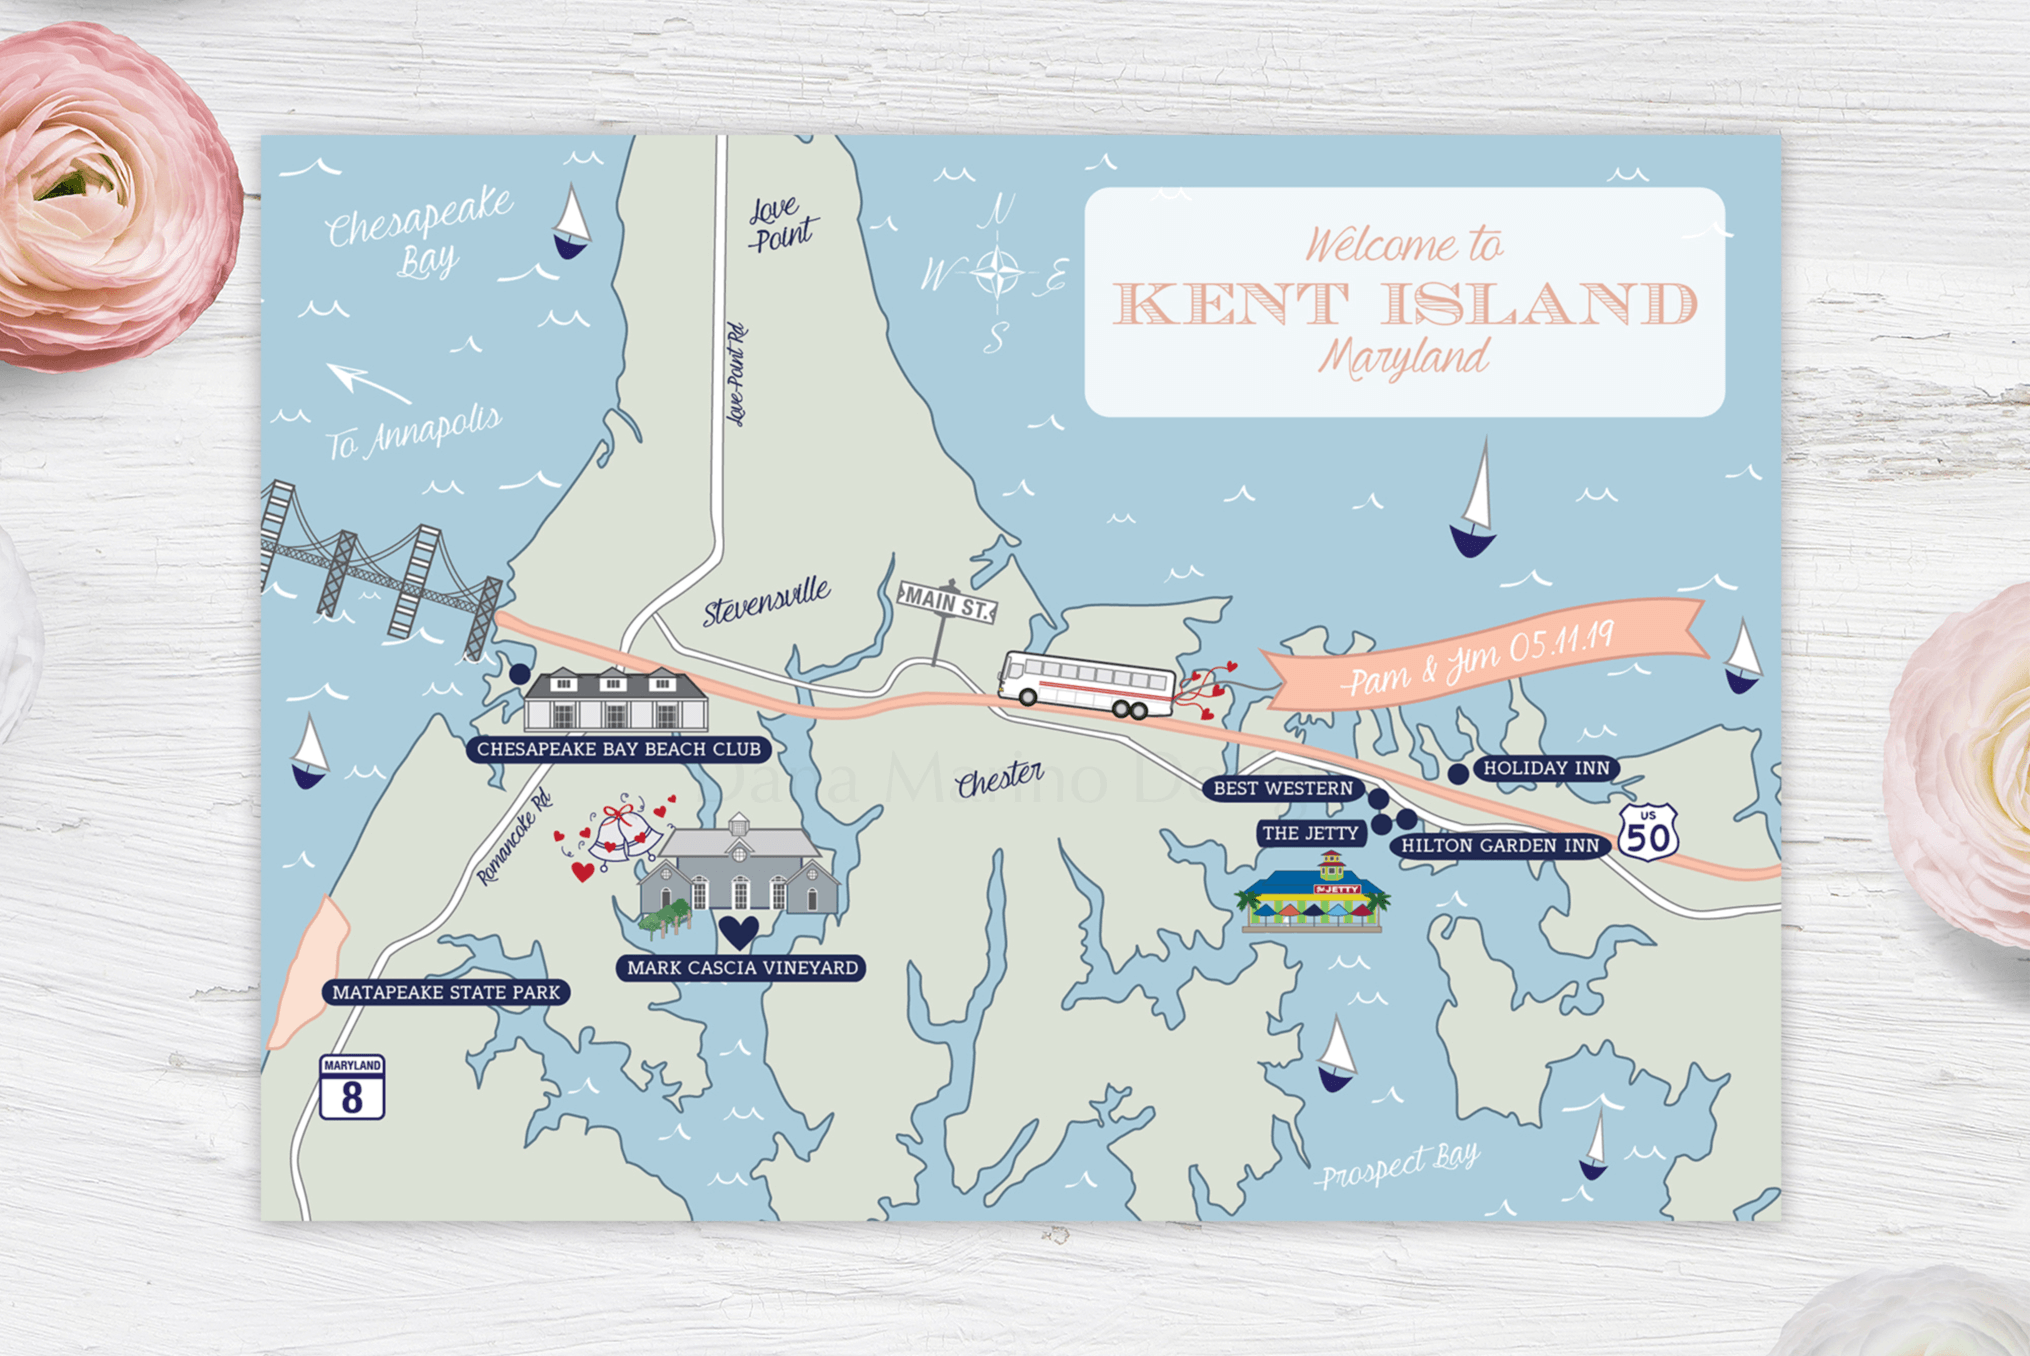 Chesapeake
Bay
Love
Point
N
W
E
S
Welcome to
KENT ISLAND
Maryland
Love Point Rd
To Annapolis
Stevensville
MAIN ST.
Pam & Jim 05.11.19
CHESAPEAKE BAY BEACH CLUB
Dana Marino Design
Chester
HOLIDAY INN
BEST WESTERN
THE JETTY
HILTON GARDEN INN
US
50
Romancoke Rd
The JETTY
MARK CASCIA VINEYARD
MATAPEAKE STATE PARK
MARYLAND
8
Prospect Bay